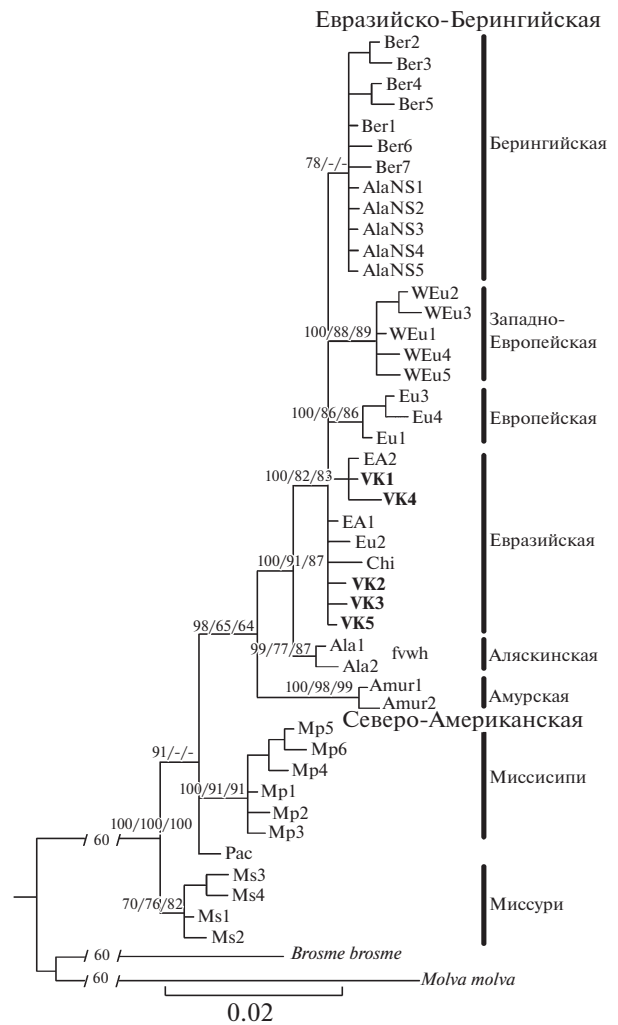 Евразийско-Берингийская
Ber2
Ber3
Ber4
Ber5
Ber1
Берингийская
Ber6
78/-/-
Ber7
AlaNS1
AlaNS2
AlaNS3
AlaNS4
AlaNS5
WEu2
WEu3
Западно-
Европейская
100/88/89
WEu1
WEu4
WEu5
Eu3
100/86/86
Eu4
Европейская
Eu1
EA2
100/82/83
VK1
VK4
EA1
Eu2
Евразийская
100/91/87
Chi
VK2
VK3
VK5
98/65/64
99/77/87
Ala1
fvwh
Аляскинская
Ala2
100/98/99
Amur1
Amur2
Амурская
Северо-Американская
Mp5
91/-/-
Mp6
Mp4
Миссисипи
100/91/91
Mp1
Mp2
Mp3
100/100/100
60
Pac
Ms3
Ms4
70/76/82
Ms1
Миссури
Ms2
60
Brosme brosme
60
Molva molva
0.02